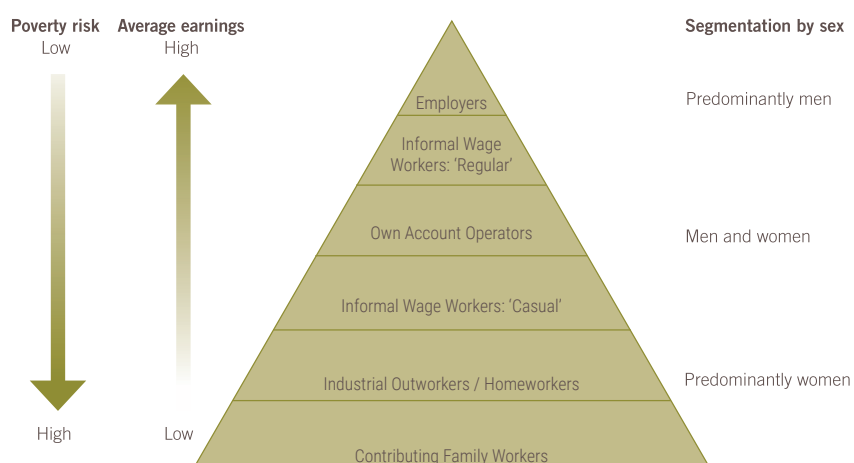 Poverty risk
Low
Average earnings
High
Segmentation by sex
Employers
Predominantly men
Informal Wage
Workers: ‘Regular’
Own Account Operators
Men and women
Informal Wage Workers: ‘Casual’
Industrial Outworkers / Homeworkers
Predominantly women
High
Low
Contributing Family Workers